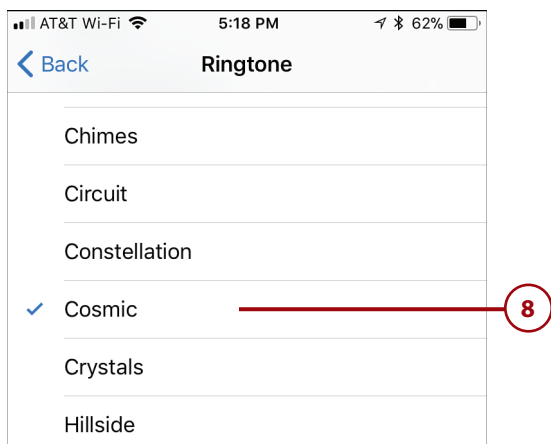 AT&T Wi-Fi 5:18 PM 62%
Back Ringtone
Chimes
Circuit
Constellation
Cosmic 8
Crystals
Hillside